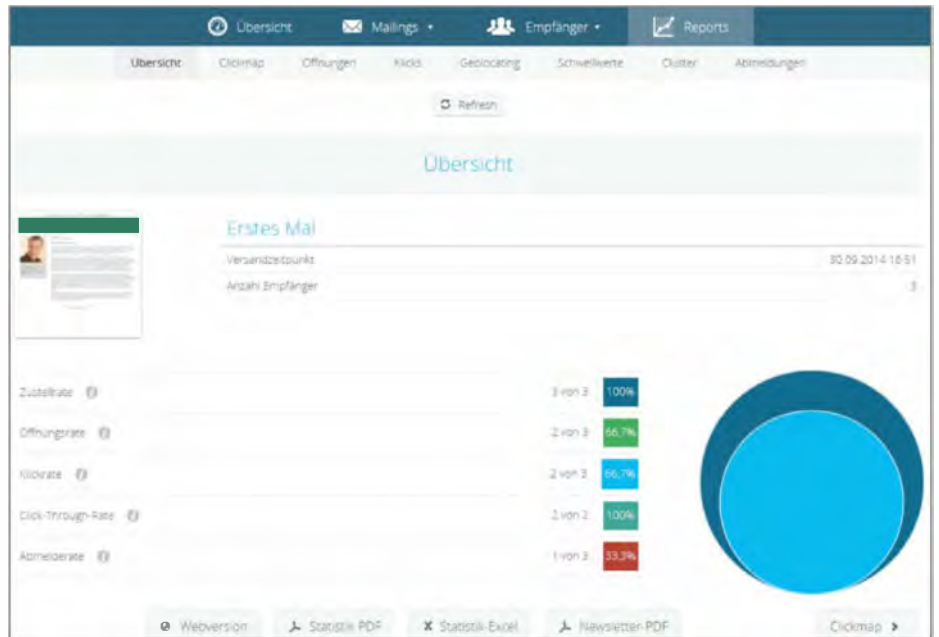 Übersicht Mailings Empfänger Reports
Übersicht Clickmap Öffnungen Klicks Geolocating Schwellwerte Cluster Abmeldungen
Refresh
Übersicht
Erstes Mal
Versandzeitpunkt 30.09.2014 16:51
Anzahl Empfänger 3
Zustellrate 3 von 3 100%
Öffnungsrate 2 von 3 66,7%
Klickrate 2 von 3 66,7%
Click-Through-Rate 2 von 2 100%
Abmelderate 1 von 3 33,3%
Webversion Statistik-PDF Statistik-Excel Newsletter-PDF Clickmap